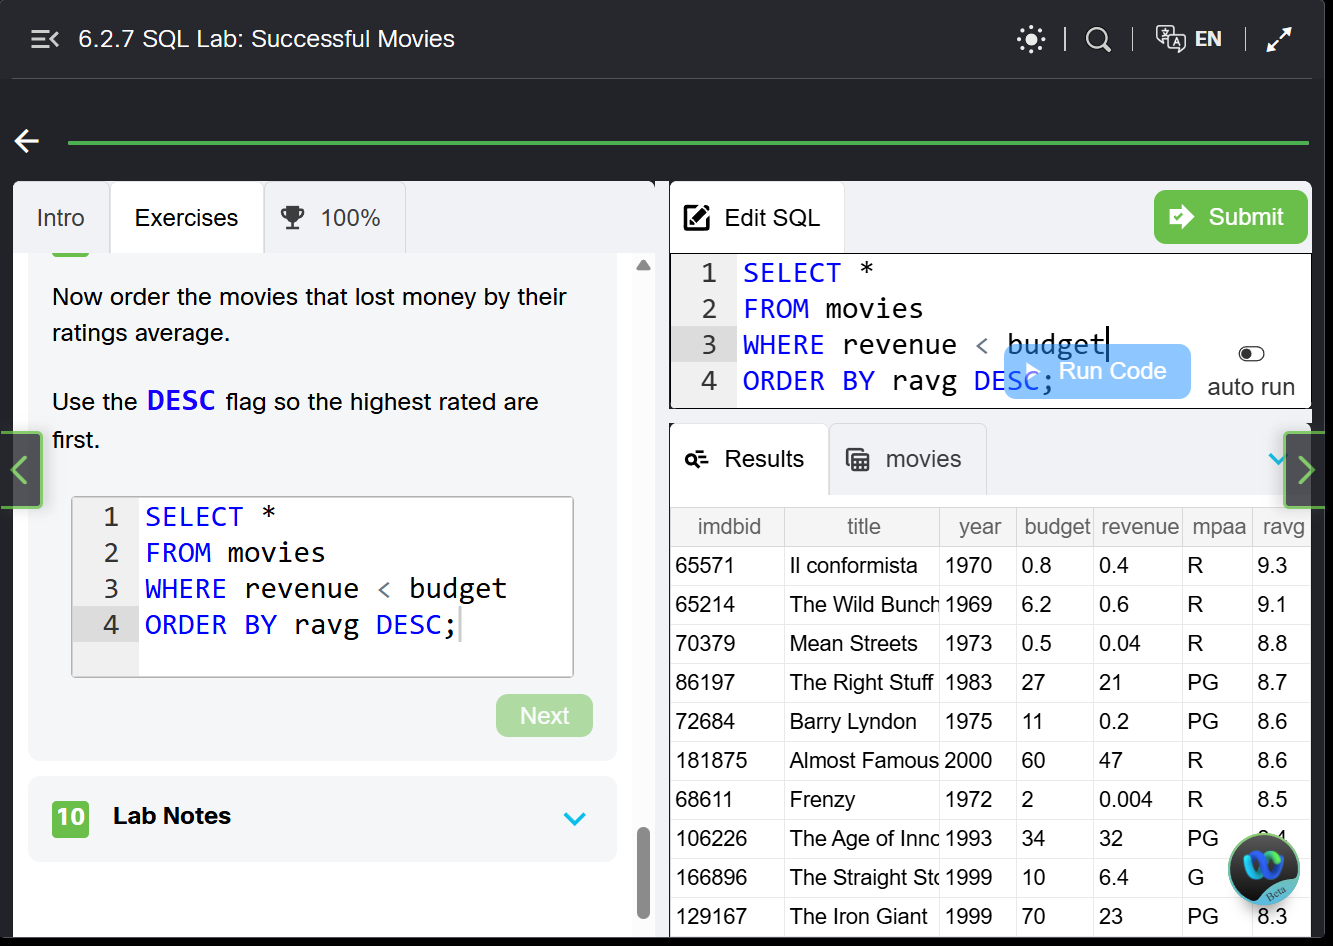 6.2.7 SQL Lab: Successful Movies
EN
Intro
Exercises
100%
Now order the movies that lost money by their
ratings average.
Use the DESC flag so the highest rated are
first.
1 SELECT *
2 FROM movies
3 WHERE revenue < budget
4 ORDER BY ravg DESC;
Next
10 Lab Notes
Edit SQL
Submit
1 SELECT *
2 FROM movies
3 WHERE revenue < budget
4 ORDER BY ravg DESC;
Run Code
auto run
Results
movies
imdbid title year budget revenue mpaa ravg
65571 Il conformista 1970 0.8 0.4 R 9.3
65214 The Wild Bunch 1969 6.2 0.6 R 9.1
70379 Mean Streets 1973 0.5 0.04 R 8.8
86197 The Right Stuff 1983 27 21 PG 8.7
72684 Barry Lyndon 1975 11 0.2 PG 8.6
181875 Almost Famous 2000 60 47 R 8.6
68611 Frenzy 1972 2 0.004 R 8.5
106226 The Age of Inno 1993 34 32 PG
166896 The Straight Sto 1999 10 6.4 G
129167 The Iron Giant 1999 70 23 PG 8.3
Beta